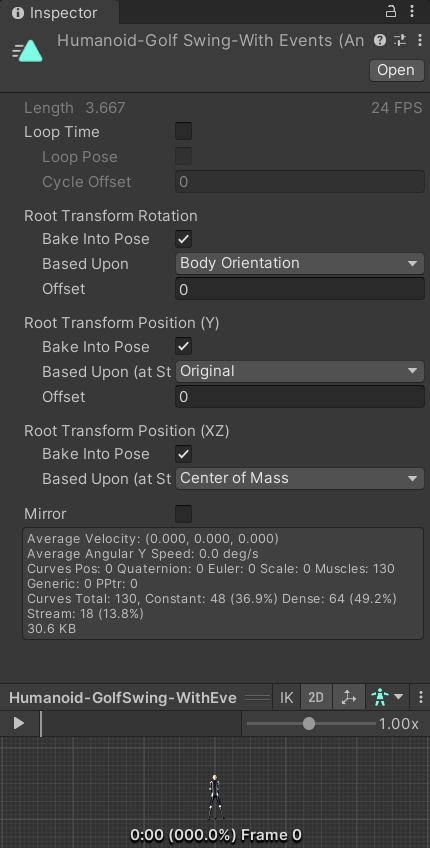 Inspector
Humanoid-Golf Swing-With Events (An
Open
Length 3.667 24 FPS
Loop Time
Loop Pose
Cycle Offset 0
Root Transform Rotation
Bake Into Pose
Based Upon Body Orientation
Offset 0
Root Transform Position (Y)
Bake Into Pose
Based Upon (at St Original
Offset 0
Root Transform Position (XZ)
Bake Into Pose
Based Upon (at St Center of Mass
Mirror
Average Velocity: (0.000, 0.000, 0.000)
Average Angular Y Speed: 0.0 deg/s
Curves Pos: 0 Quaternion: 0 Euler: 0 Scale: 0 Muscles: 130
Generic: 0 PPtr: 0
Curves Total: 130, Constant: 48 (36.9%) Dense: 64 (49.2%)
Stream: 18 (13.8%)
30.6 KB
Humanoid-GolfSwing-WithEve IK 2D
1.00x
0:00 (000.0%) Frame 0